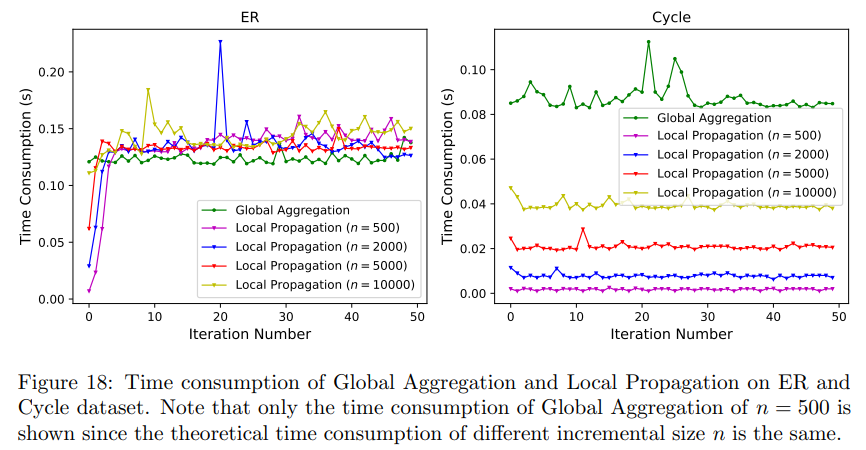 ER
Time Consumption (s)
0.20
0.15
0.10
0.05
0.00
Global Aggregation
Local Propagation (n = 500)
Local Propagation (n = 2000)
Local Propagation (n = 5000)
Local Propagation (n = 10000)
0 10 20 30 40 50
Iteration Number
Cycle
Time Consumption (s)
0.10
0.08
0.06
0.04
0.02
0.00
Global Aggregation
Local Propagation (n = 500)
Local Propagation (n = 2000)
Local Propagation (n = 5000)
Local Propagation (n = 10000)
0 10 20 30 40 50
Iteration Number
Figure 18: Time consumption of Global Aggregation and Local Propagation on ER and
Cycle dataset. Note that only the time consumption of Global Aggregation of n = 500 is
shown since the theoretical time consumption of different incremental size n is the same.